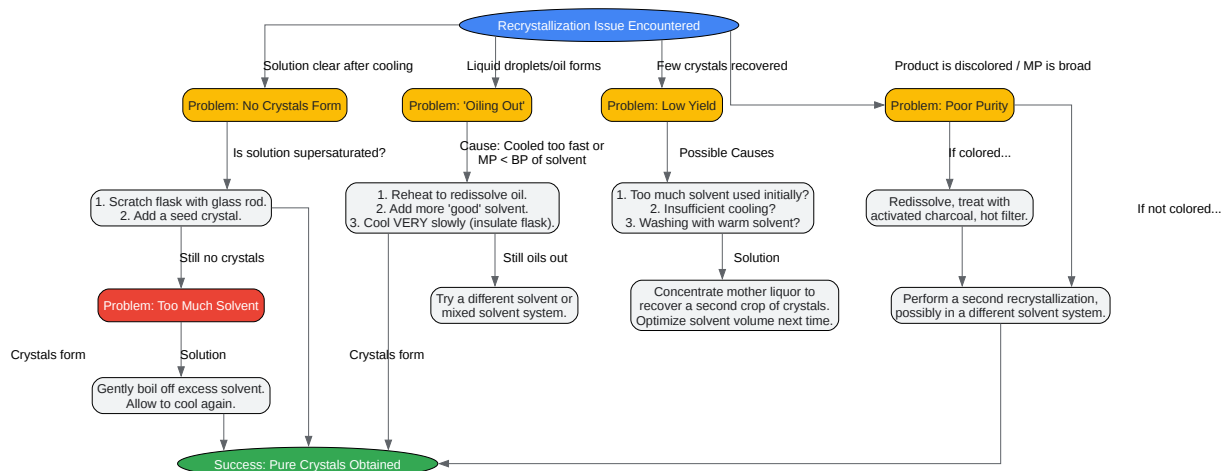 Recrystallization Issue Encountered
Solution clear after cooling
Liquid droplets/oil forms
Few crystals recovered
Product is discolored / MP is broad
Problem: No Crystals Form
Problem: 'Oiling Out'
Problem: Low Yield
Problem: Poor Purity
Is solution supersaturated?
Cause: Cooled too fast or
MP < BP of solvent
Possible Causes
If colored...
1. Scratch flask with glass rod.
2. Add a seed crystal.
1. Reheat to redissolve oil.
2. Add more 'good' solvent.
3. Cool VERY slowly (insulate flask).
1. Too much solvent used initially?
2. Insufficient cooling?
3. Washing with warm solvent?
Redissolve, treat with
activated charcoal, hot filter.
If not colored...
Still no crystals
Still oils out
Solution
Problem: Too Much Solvent
Try a different solvent or
mixed solvent system.
Concentrate mother liquor to
recover a second crop of crystals.
Optimize solvent volume next time.
Perform a second recrystallization,
possibly in a different solvent system.
Crystals form
Solution
Crystals form
Gently boil off excess solvent.
Allow to cool again.
Success: Pure Crystals Obtained